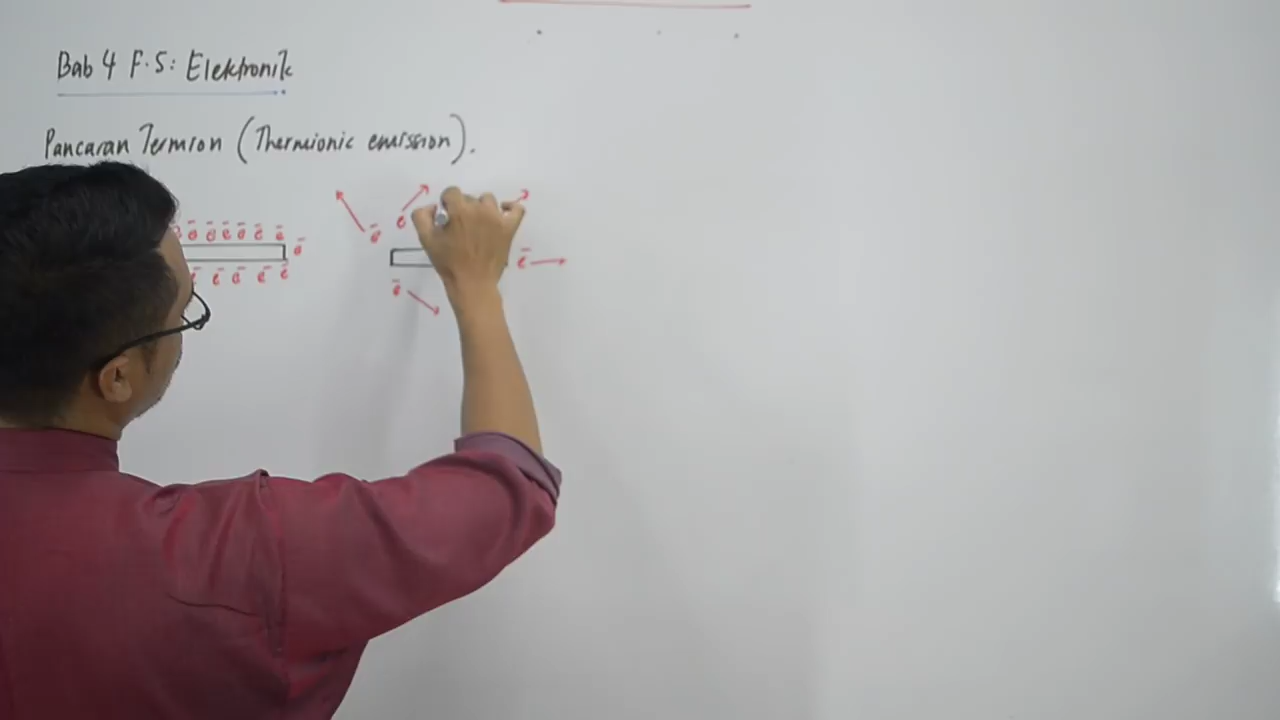 Bab 4 F.5: Elektronik
Pancaran Termion (Thermionic emission).
e⁻ e⁻ e⁻ e⁻ e⁻ e⁻ e⁻ e⁻
e⁻ e⁻ e⁻ e⁻ e⁻
e⁻ e⁻ e⁻
e⁻